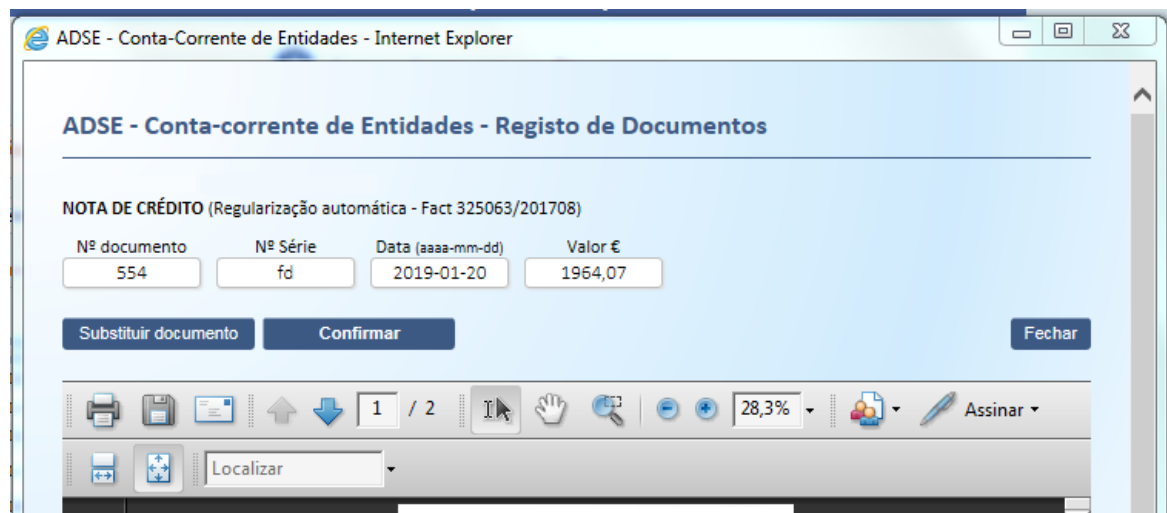 ADSE - Conta-Corrente de Entidades - Internet Explorer
ADSE - Conta-corrente de Entidades - Registo de Documentos
NOTA DE CRÉDITO (Regularização automática - Fact 325063/201708)
Nº documento Nº Série Data (aaaa-mm-dd) Valor €
554 fd 2019-01-20 1964,07
Substituir documento Confirmar Fechar
1 / 2 28,3% Assinar
Localizar